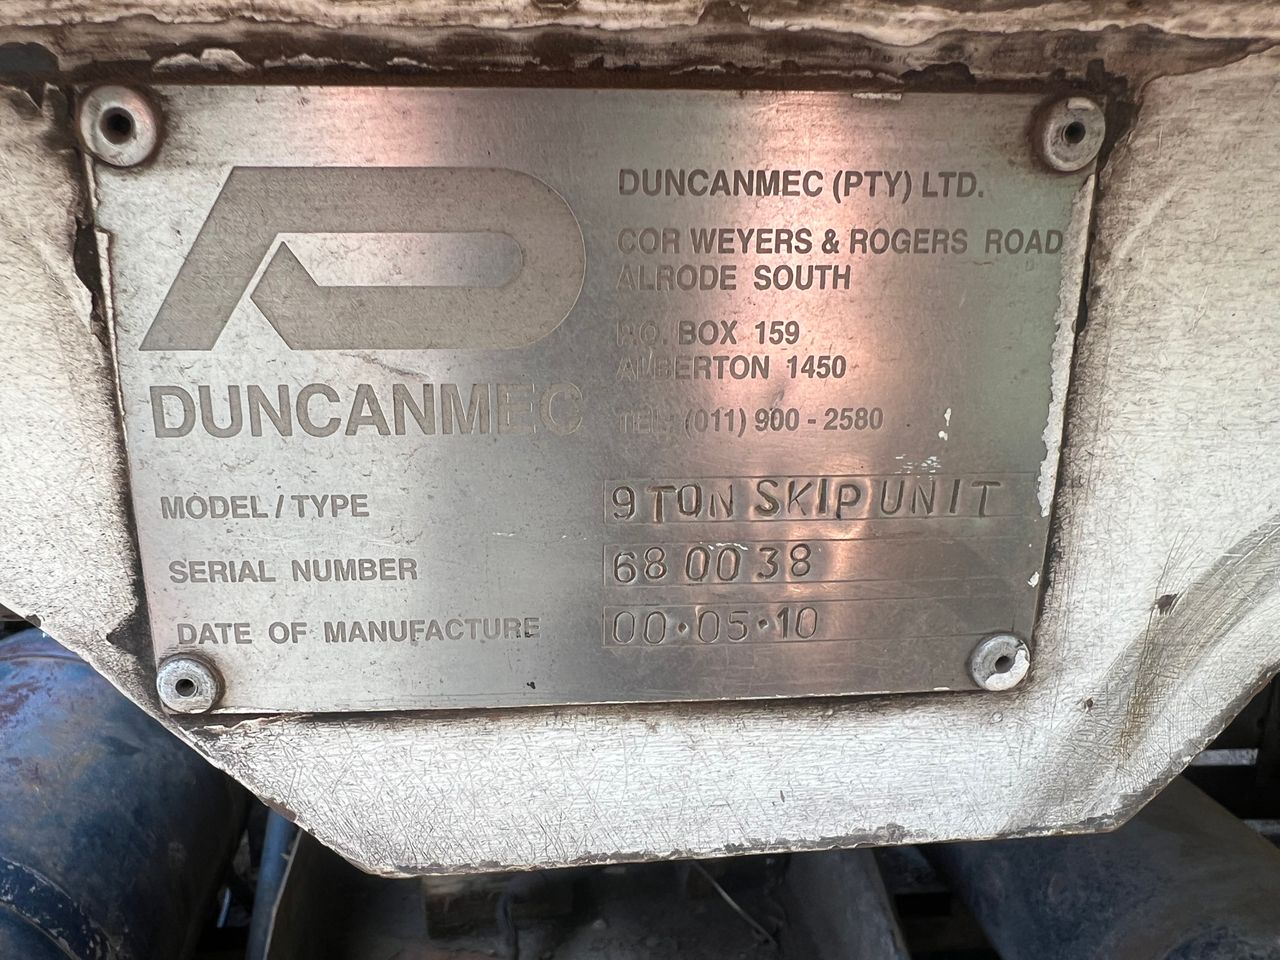 DUNCANMEC (PTY) LTD.
COR WEYERS & ROGERS ROAD
ALRODE SOUTH
P.O. BOX 159
ALBERTON 1450
TEL: (011) 900 - 2580
DUNCANMEC
MODEL / TYPE 9 TON SKIP UNIT
SERIAL NUMBER 68 00 38
DATE OF MANUFACTURE 00·05·10